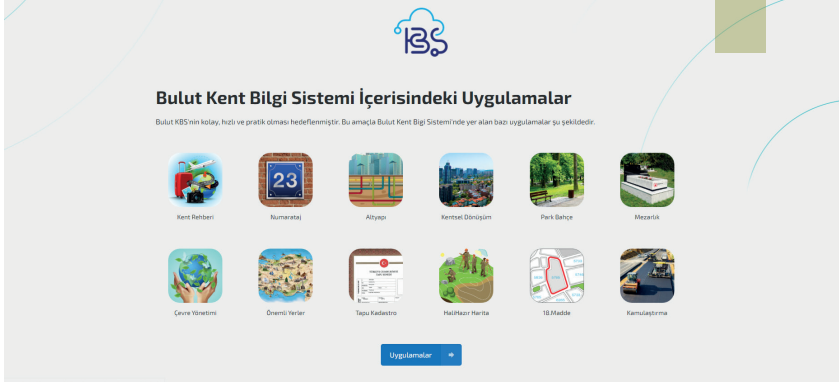 KBS
Bulut Kent Bilgi Sistemi İçerisindeki Uygulamalar
Bulut KBS'nin kolay, hızlı ve pratik olması hedeflenmiştir. Bu amaçla Bulut Kent Bigi Sistemi'nde yer alan bazı uygulamalar şu şekildedir.
23
Kent Rehberi
Numarataj
Altyapı
Kentsel Dönüşüm
Park Bahçe
Mezarlık
Çevre Yönetimi
Önemli Yerler
Tapu Kadastro
HaliHazır Harita
18.Madde
Kamulaştırma
Uygulamalar